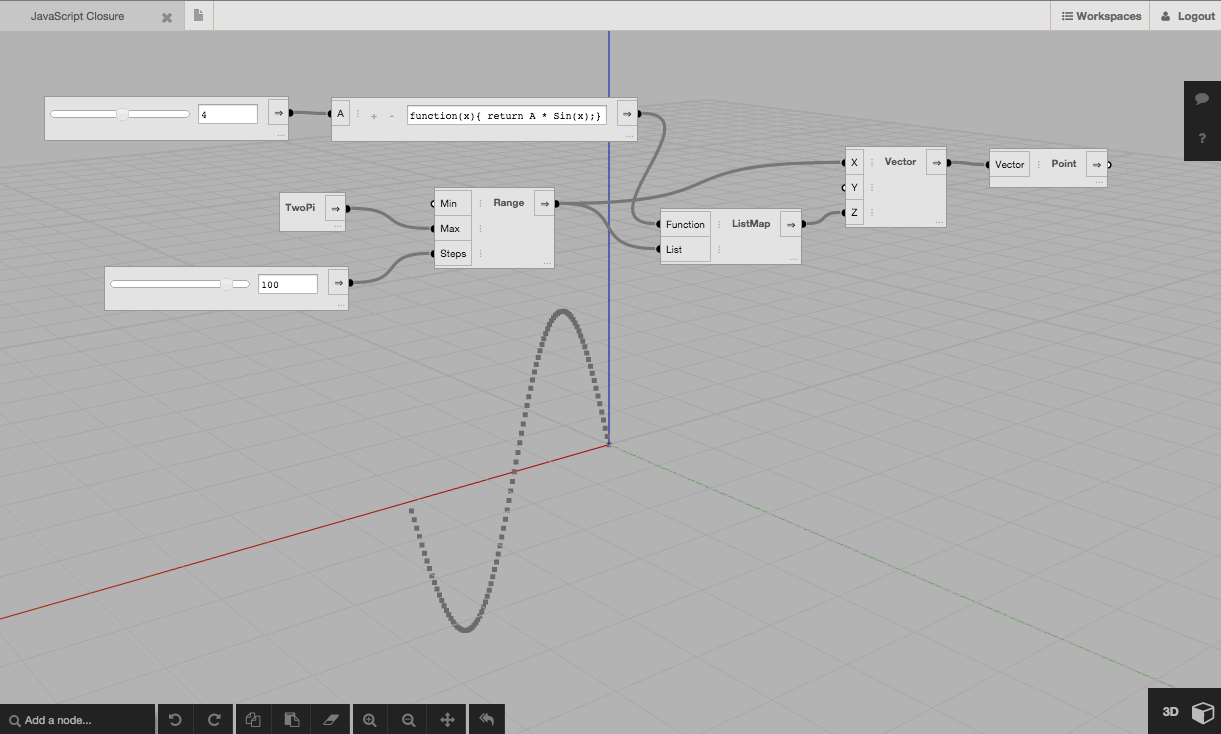 JavaScript Closure
Workspaces
Logout
4
A
+ -
function(x){ return A * Sin(x);}
TwoPi
Min
Range
Max
Steps
100
Function
ListMap
List
X
Vector
Y
Z
Vector
Point
?
Add a node...
3D